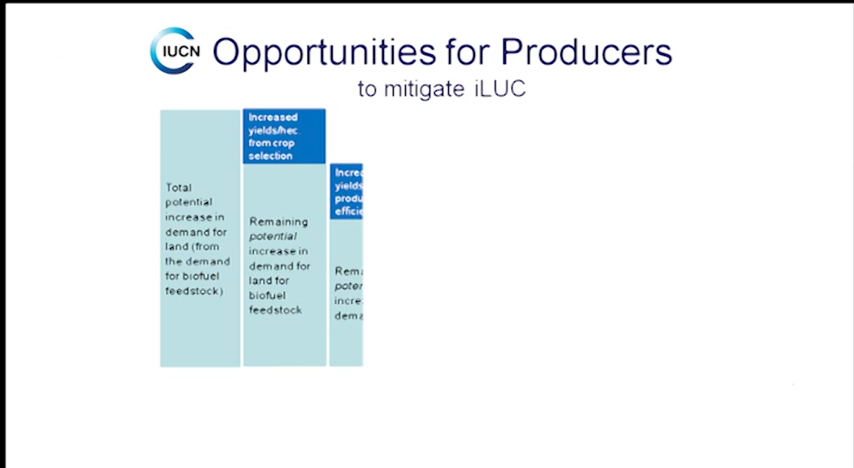 IUCN
Opportunities for Producers
to mitigate iLUC
Total
potential
increase in
demand for
land (from
the demand
for biofuel
feedstock)
Increased
yields/hec
from crop
selection
Remaining
potential
increase in
demand for
land for
biofuel
feedstock
yields